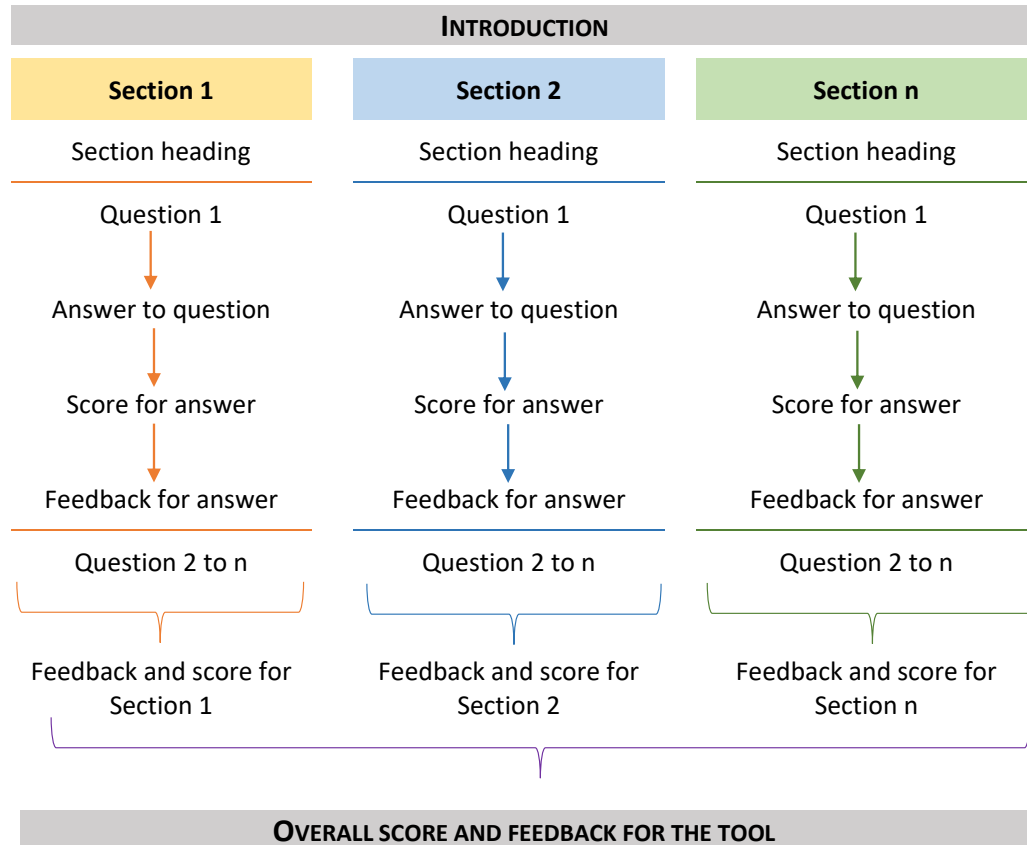 INTRODUCTION
Section 1
Section heading
Question 1
Answer to question
Score for answer
Feedback for answer
Question 2 to n
Feedback and score for
Section 1
Section 2
Section heading
Question 1
Answer to question
Score for answer
Feedback for answer
Question 2 to n
Feedback and score for
Section 2
Section n
Section heading
Question 1
Answer to question
Score for answer
Feedback for answer
Question 2 to n
Feedback and score for
Section n
OVERALL SCORE AND FEEDBACK FOR THE TOOL